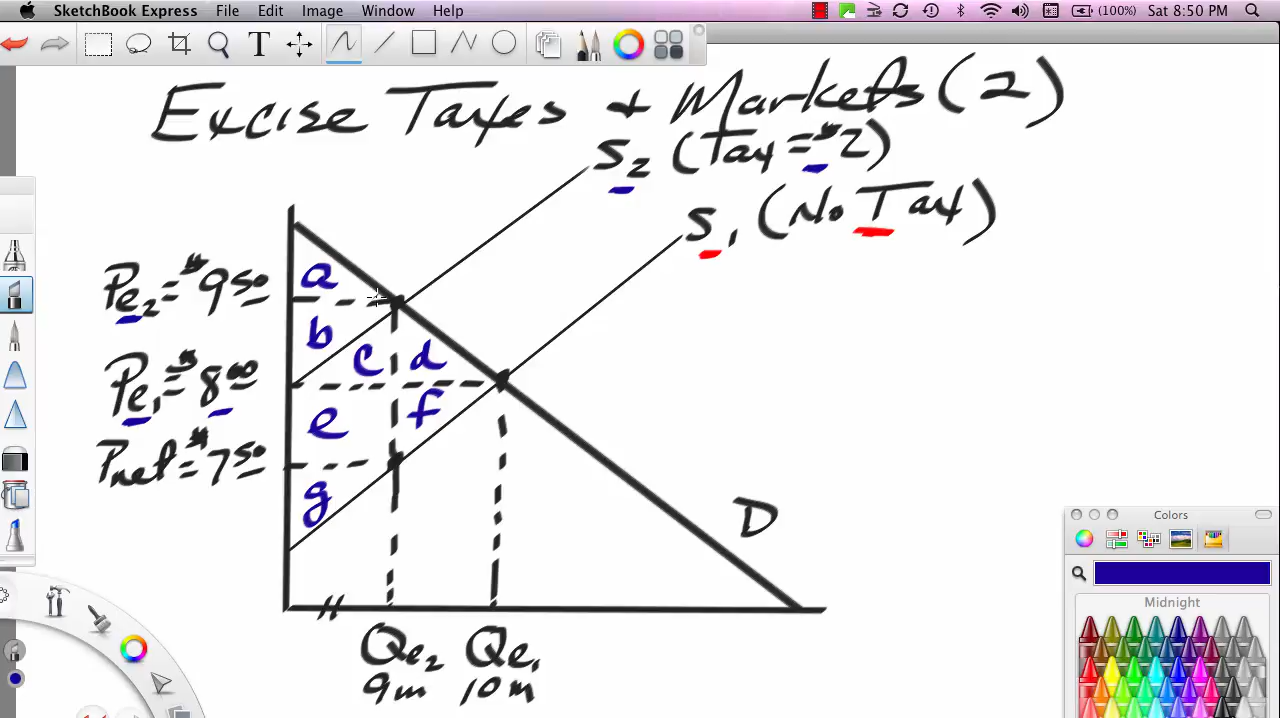 SketchBook Express File Edit Image Window Help (100%) Sat 8:50 PM
T
Excise Taxes + Markets (2)
S2 (Tax = $2)
S1 (No Tax)
a
Pe2 = $9 50
b
c d
Pe1 = $8 00
e f
Pnet = $7 50
g
D
Qe2 Qe1
9m 10m
Colors
Midnight